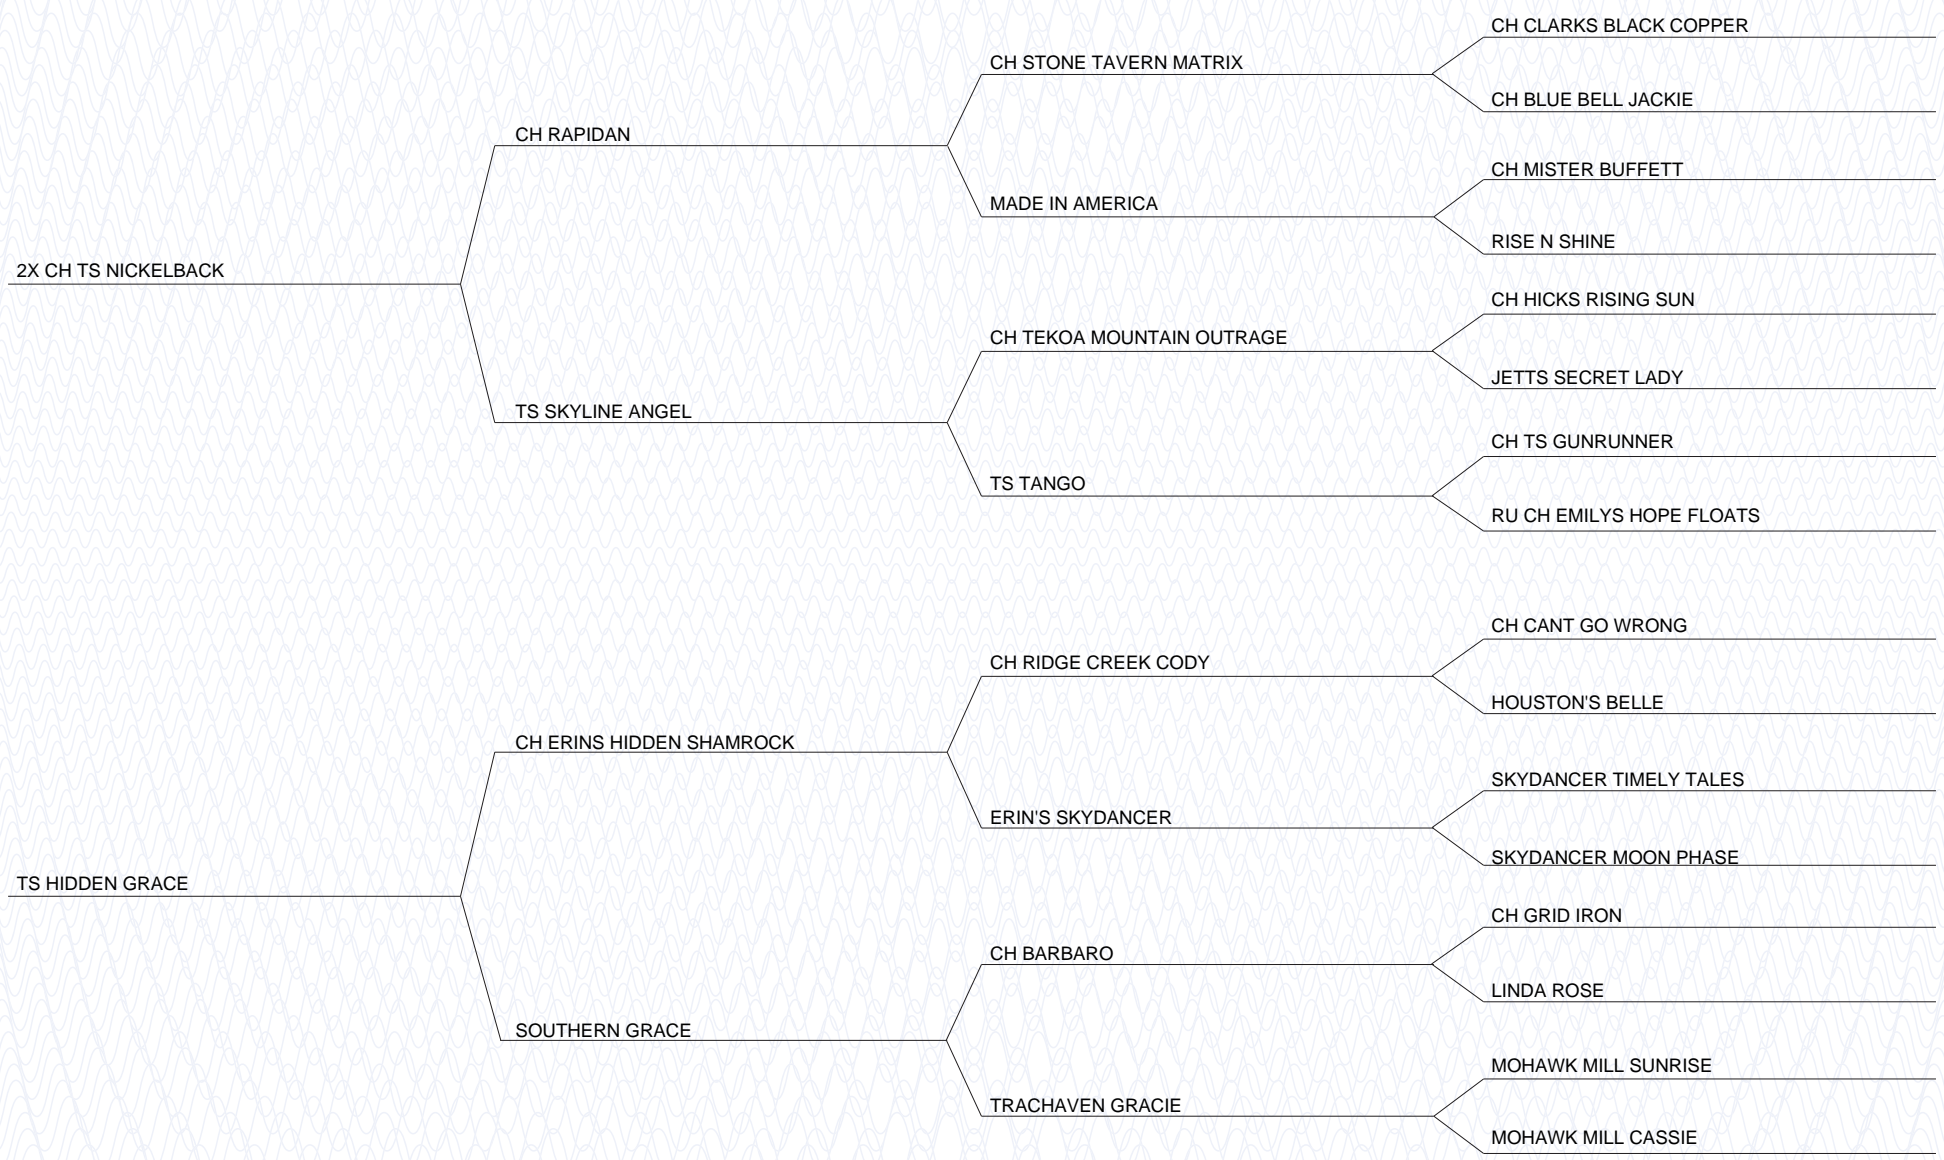 CH CLARKS BLACK COPPER
CH STONE TAVERN MATRIX
CH BLUE BELL JACKIE
CH RAPIDAN
CH MISTER BUFFETT
MADE IN AMERICA
RISE N SHINE
2X CH TS NICKELBACK
CH HICKS RISING SUN
CH TEKOA MOUNTAIN OUTRAGE
JETTS SECRET LADY
TS SKYLINE ANGEL
CH TS GUNRUNNER
TS TANGO
RU CH EMILYS HOPE FLOATS
CH CANT GO WRONG
CH RIDGE CREEK CODY
HOUSTON'S BELLE
CH ERINS HIDDEN SHAMROCK
SKYDANCER TIMELY TALES
ERIN'S SKYDANCER
SKYDANCER MOON PHASE
TS HIDDEN GRACE
CH GRID IRON
CH BARBARO
LINDA ROSE
SOUTHERN GRACE
MOHAWK MILL SUNRISE
TRACHAVEN GRACIE
MOHAWK MILL CASSIE